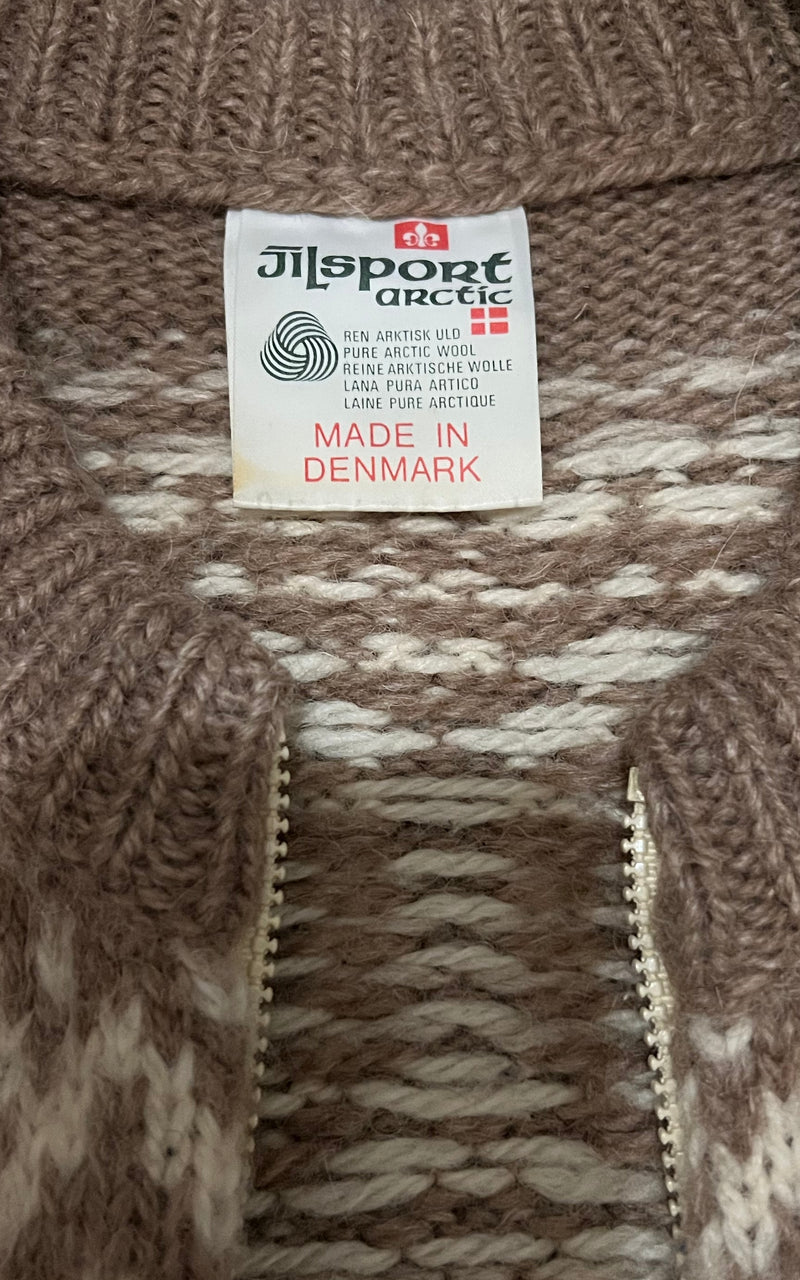 JILSPORT
arctic
REN ARKTISK ULD
PURE ARCTIC WOOL
REINE ARKTISCHE WOLLE
LANA PURA ARTICO
LAINE PURE ARCTIQUE
MADE IN
DENMARK